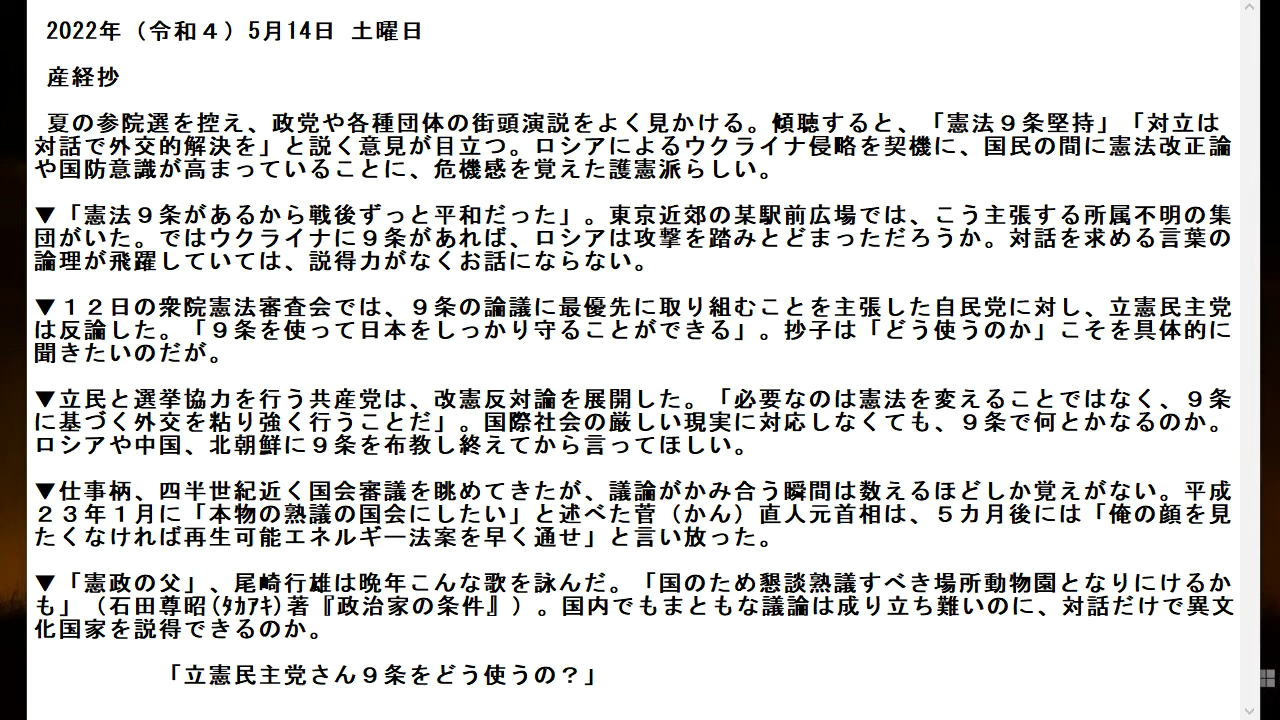 2022年（令和４）5月14日 土曜日
産経抄
夏の参院選を控え、政党や各種団体の街頭演説をよく見かける。傾聴すると、「憲法９条堅持」「対立は
対話で外交的解決を」と説く意見が目立つ。ロシアによるウクライナ侵略を契機に、国民の間に憲法改正論
や国防意識が高まっていることに、危機感を覚えた護憲派らしい。
▼「憲法９条があるから戦後ずっと平和だった」。東京近郊の某駅前広場では、こう主張する所属不明の集
団がいた。ではウクライナに９条があれば、ロシアは攻撃を踏みとどまっただろうか。対話を求める言葉の
論理が飛躍していては、説得力がなくお話にならない。
▼１２日の衆院憲法審査会では、９条の論議に最優先に取り組むことを主張した自民党に対し、立憲民主党
は反論した。「９条を使って日本をしっかり守ることができる」。抄子は「どう使うのか」こそを具体的に
聞きたいのだが。
▼立民と選挙協力を行う共産党は、改憲反対論を展開した。「必要なのは憲法を変えることではなく、９条
に基づく外交を粘り強く行うことだ」。国際社会の厳しい現実に対応しなくても、９条で何とかなるのか。
ロシアや中国、北朝鮮に９条を布教し終えてから言ってほしい。
▼仕事柄、四半世紀近く国会審議を眺めてきたが、議論がかみ合う瞬間は数えるほどしか覚えがない。平成
２３年１月に「本物の熟議の国会にしたい」と述べた菅（かん）直人元首相は、５カ月後には「俺の顔を見
たくなければ再生可能エネルギー法案を早く通せ」と言い放った。
▼「憲政の父」、尾崎行雄は晩年こんな歌を詠んだ。「国のため懇談熟議すべき場所動物園となりにけるか
も」（石田尊昭(ﾀｶｱｷ)著『政治家の条件』）。国内でもまともな議論は成り立ち難いのに、対話だけで異文
化国家を説得できるのか。
「立憲民主党さん９条をどう使うの？」